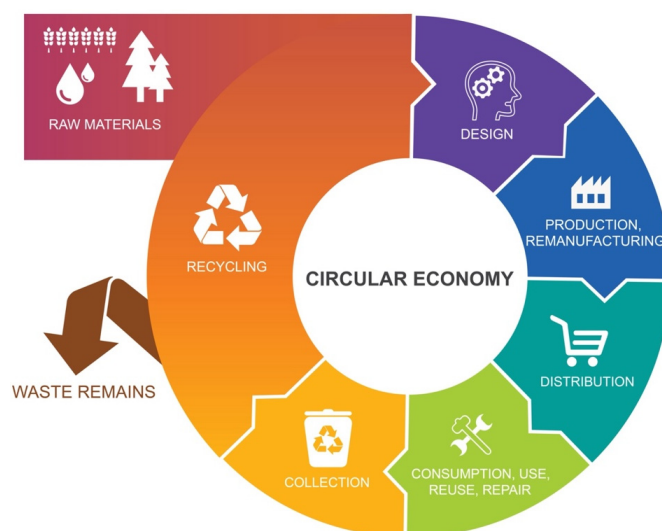 RAW MATERIALS
DESIGN
PRODUCTION,
REMANUFACTURING
RECYCLING
CIRCULAR ECONOMY
DISTRIBUTION
WASTE REMAINS
COLLECTION
CONSUMPTION, USE,
REUSE, REPAIR